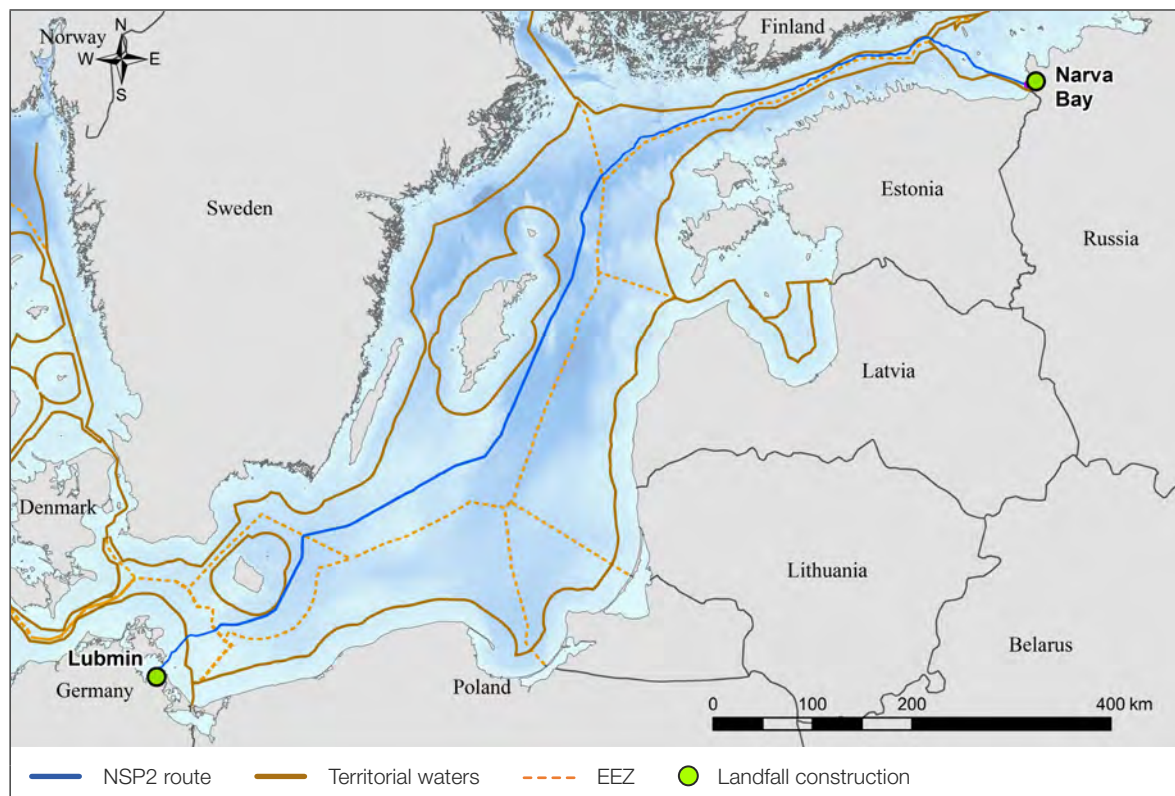 Norway
N
W E
S
Finland
Narva
Bay
Estonia
Sweden
Russia
Latvia
Denmark
Lithuania
Belarus
Lubmin
Germany
Poland
0 100 200 400 km
NSP2 route Territorial waters EEZ Landfall construction